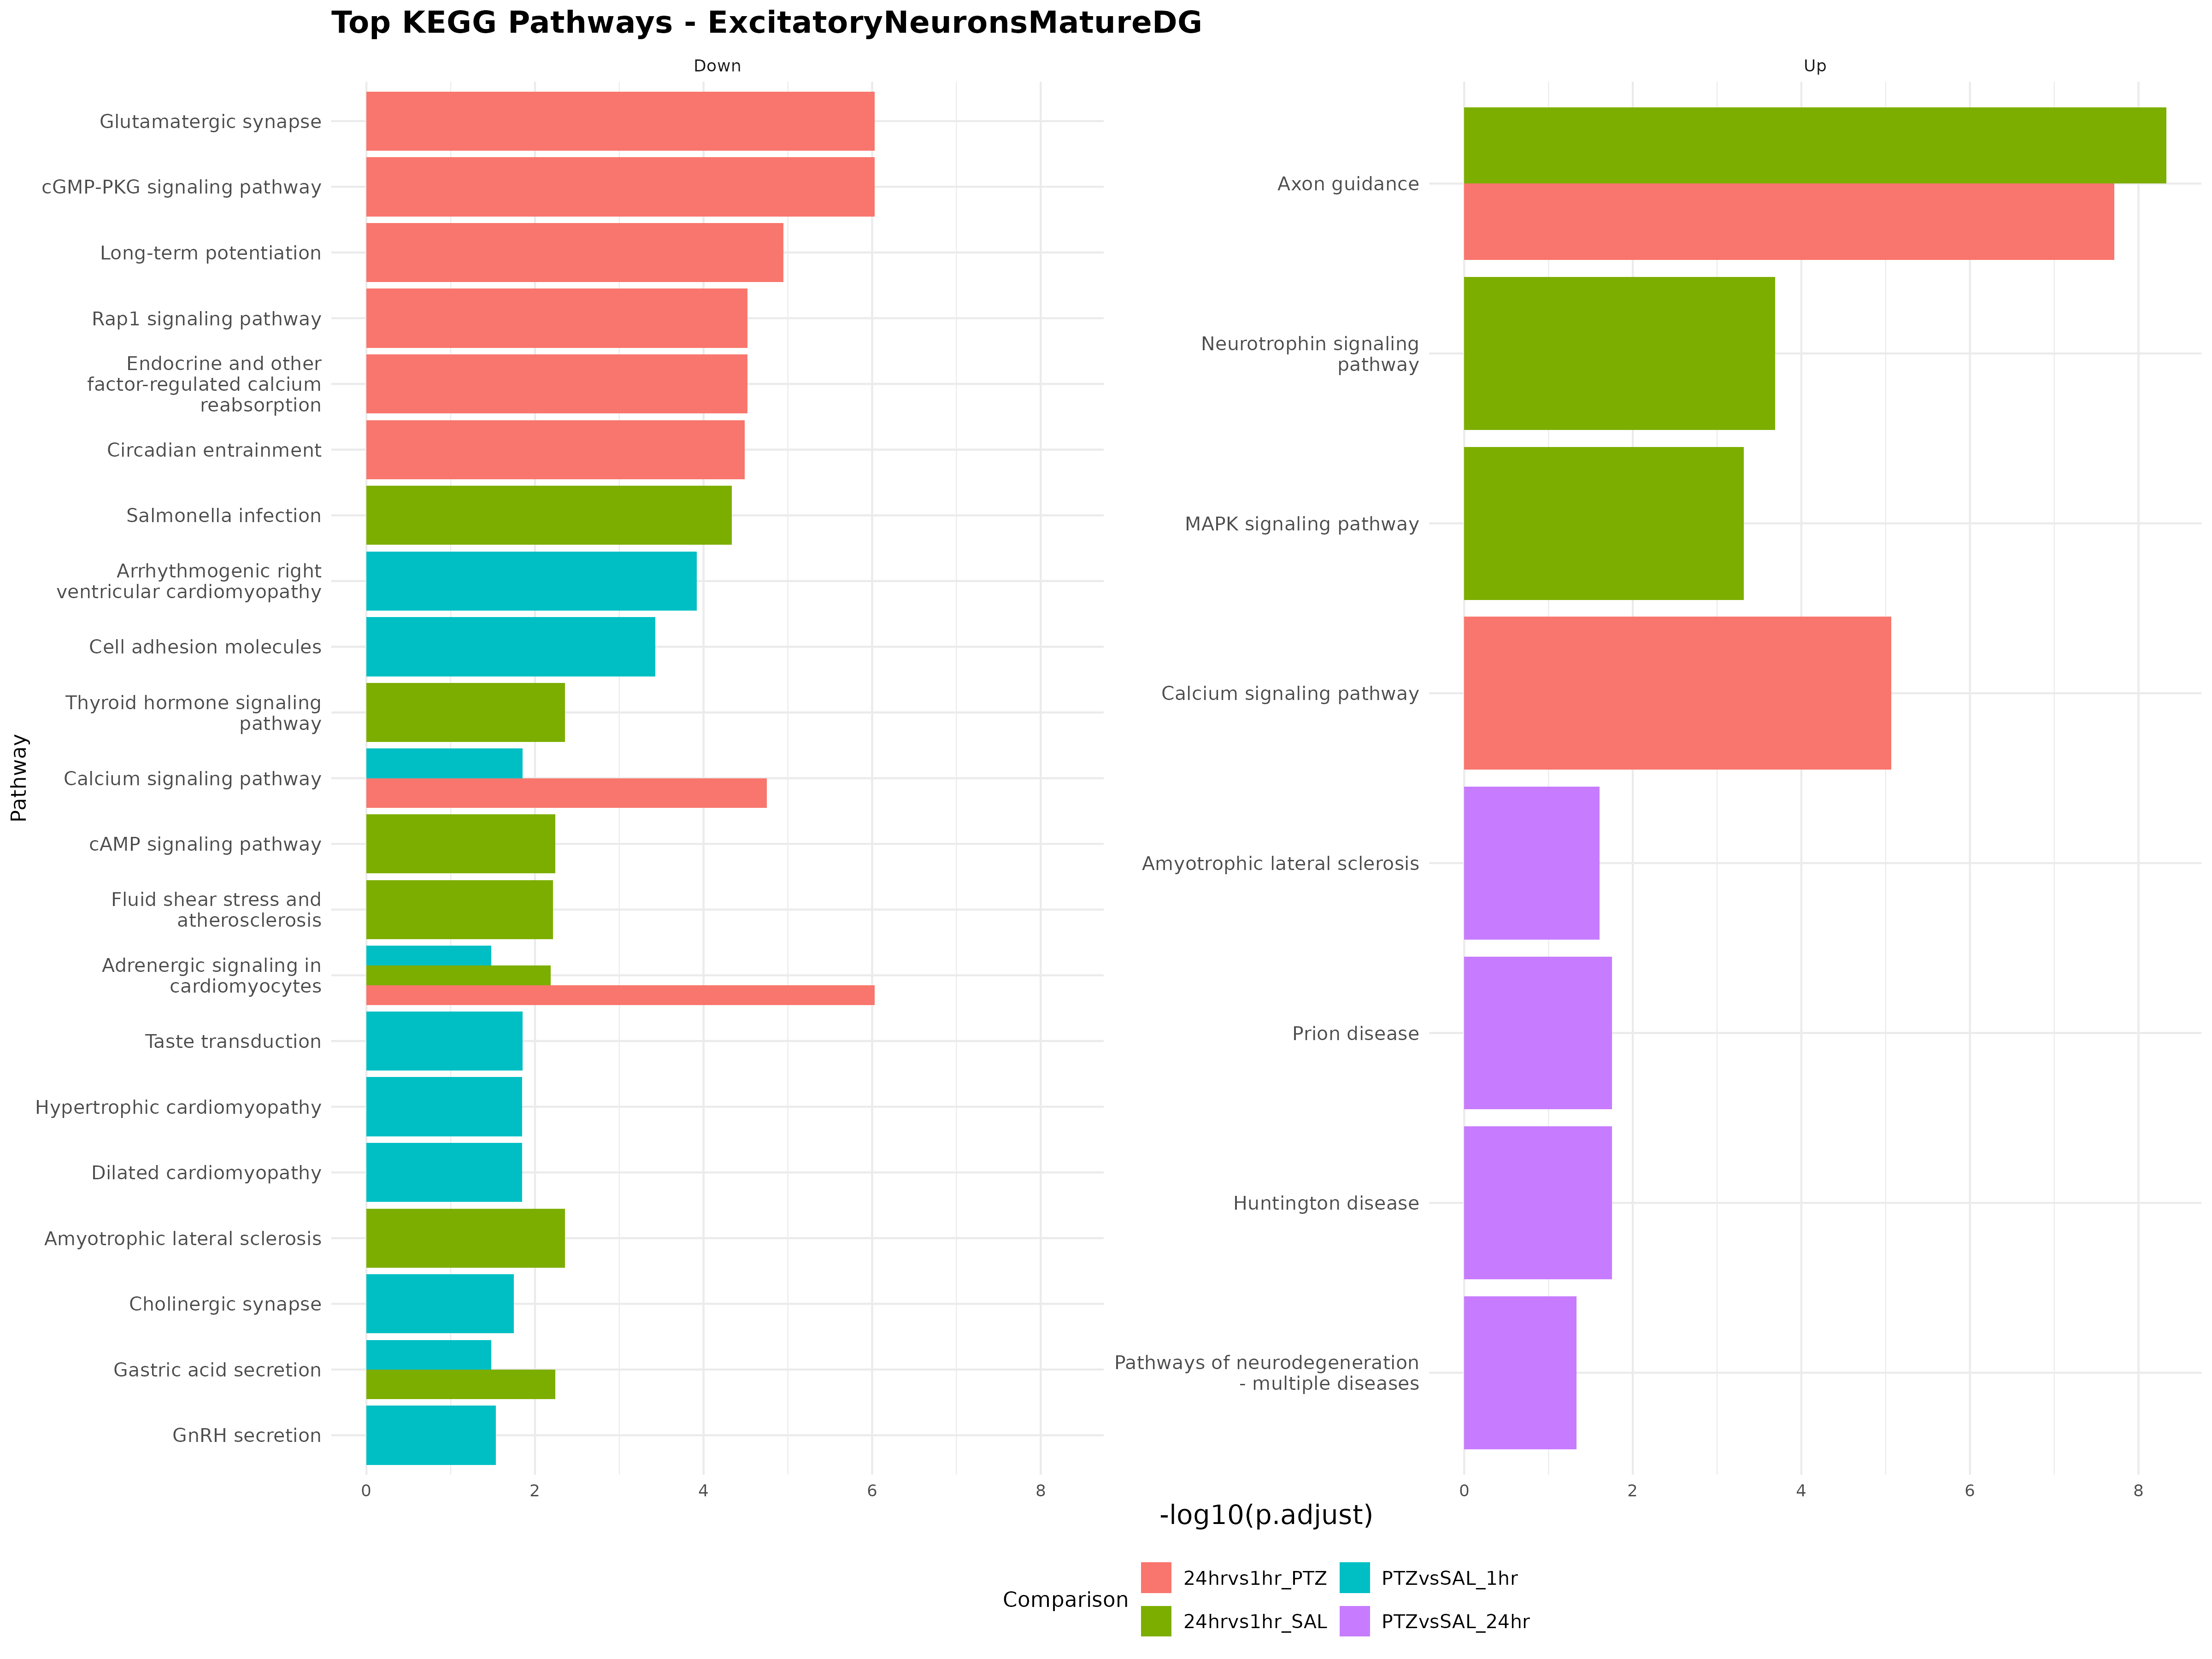 Top KEGG Pathways - ExcitatoryNeuronsMatureDG
Down
Glutamatergic synapse
cGMP-PKG signaling pathway
Long-term potentiation
Rap1 signaling pathway
Endocrine and other
factor-regulated calcium
reabsorption
Circadian entrainment
Salmonella infection
Arrhythmogenic right
ventricular cardiomyopathy
Cell adhesion molecules
Thyroid hormone signaling
pathway
Calcium signaling pathway
cAMP signaling pathway
Fluid shear stress and
atherosclerosis
Adrenergic signaling in
cardiomyocytes
Taste transduction
Hypertrophic cardiomyopathy
Dilated cardiomyopathy
Amyotrophic lateral sclerosis
Cholinergic synapse
Gastric acid secretion
GnRH secretion
0 2 4 6 8
Up
Axon guidance
Neurotrophin signaling
pathway
MAPK signaling pathway
Calcium signaling pathway
Amyotrophic lateral sclerosis
Prion disease
Huntington disease
Pathways of neurodegeneration
- multiple diseases
0 2 4 6 8
Pathway
-log10(p.adjust)
Comparison
24hrvs1hr_PTZ
24hrvs1hr_SAL
PTZvsSAL_1hr
PTZvsSAL_24hr